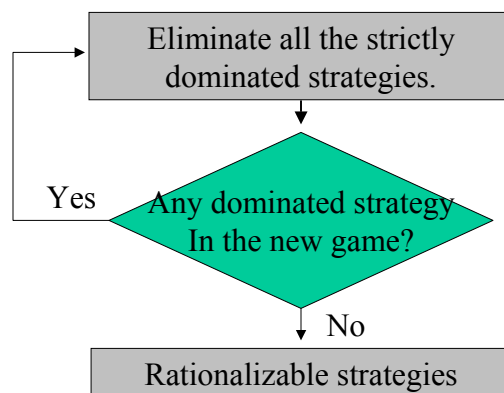 Eliminate all the strictly
dominated strategies.
Yes
Any dominated strategy
In the new game?
No
Rationalizable strategies